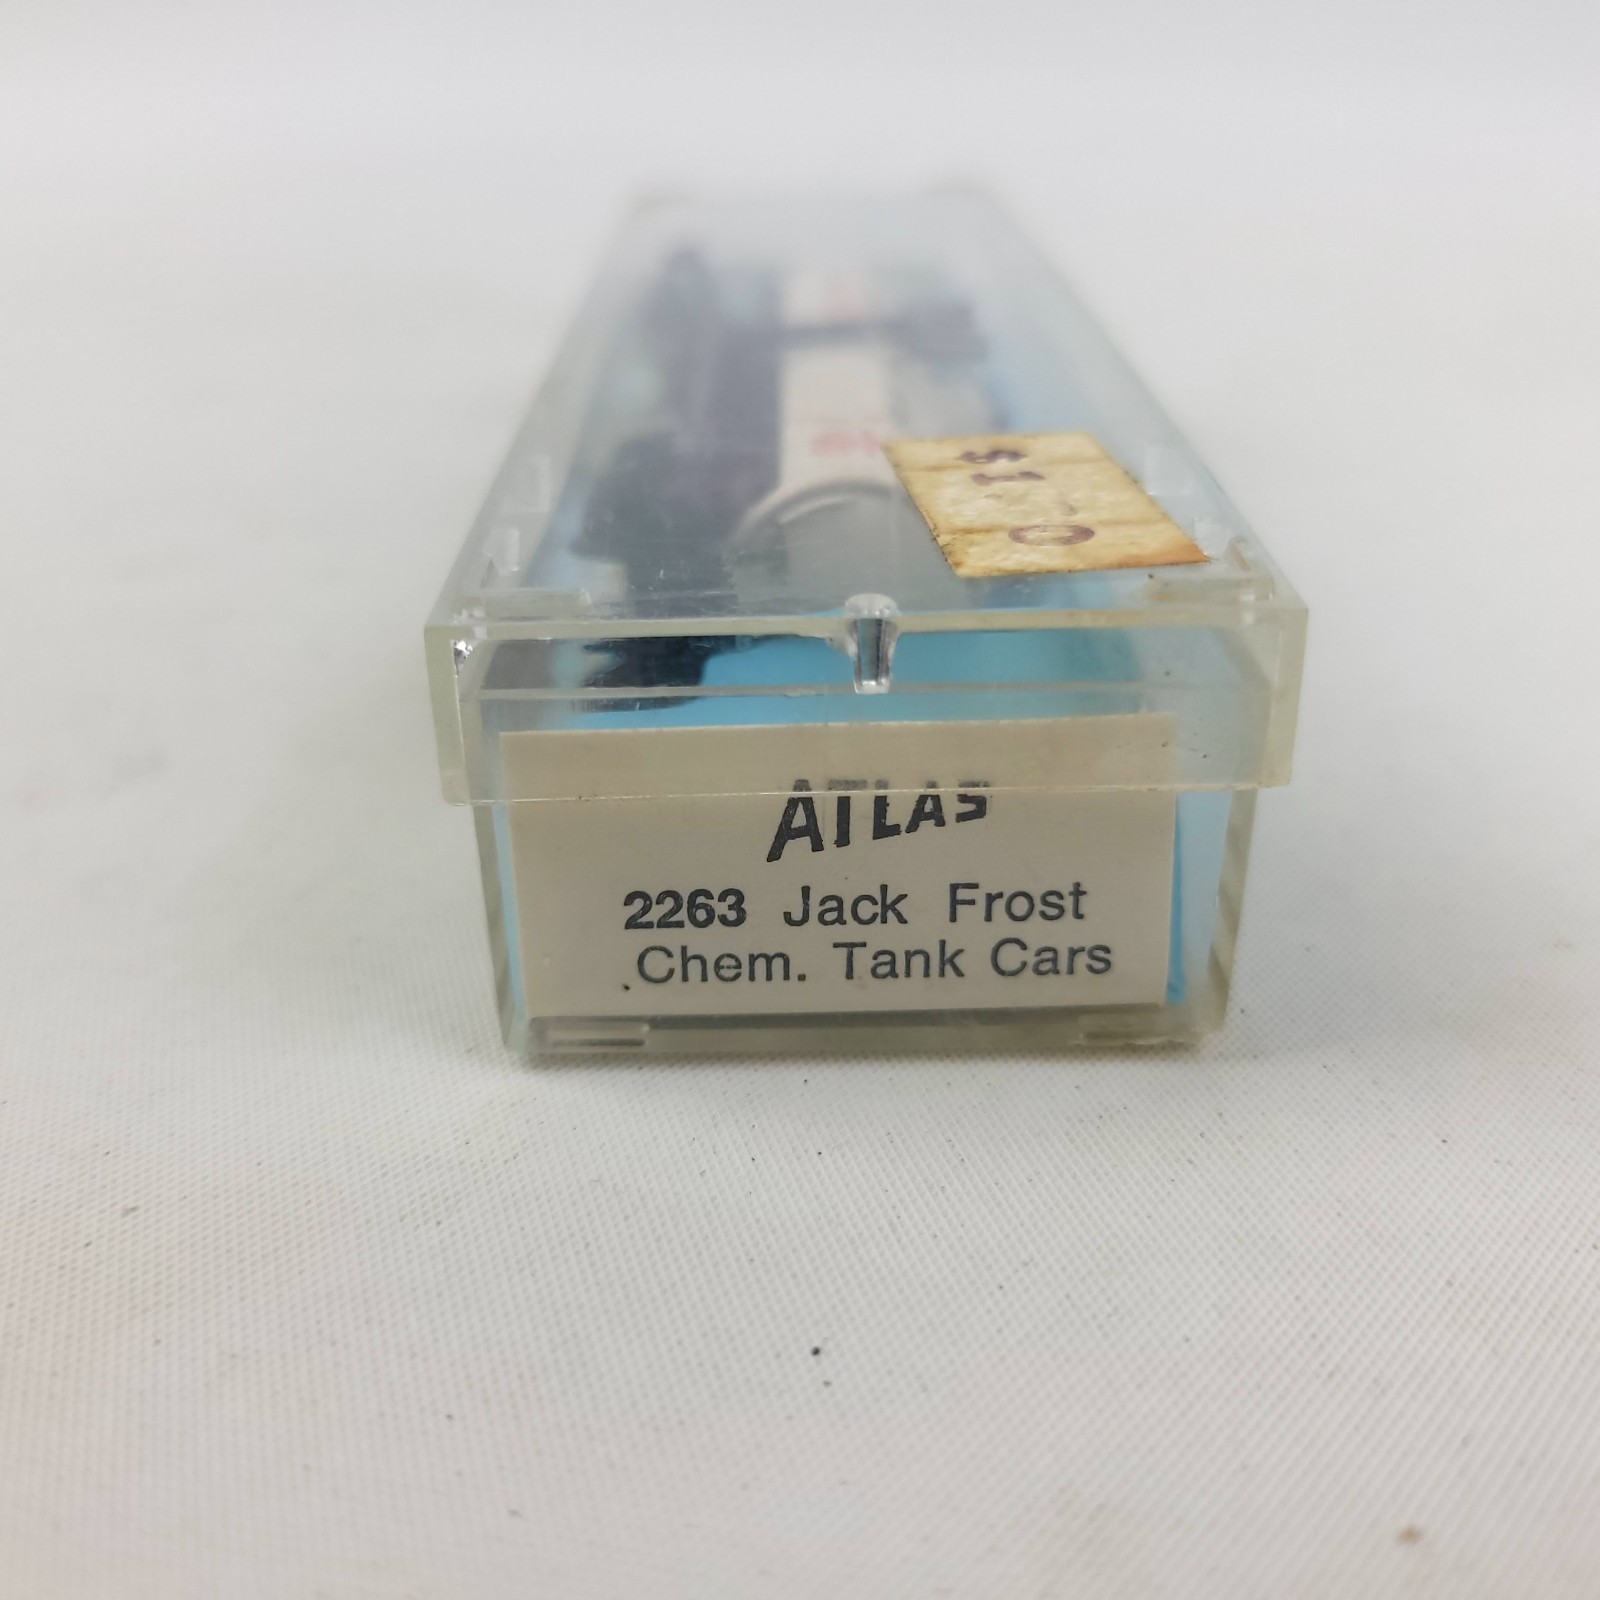 ATLAS
2263 Jack Frost
Chem. Tank Cars